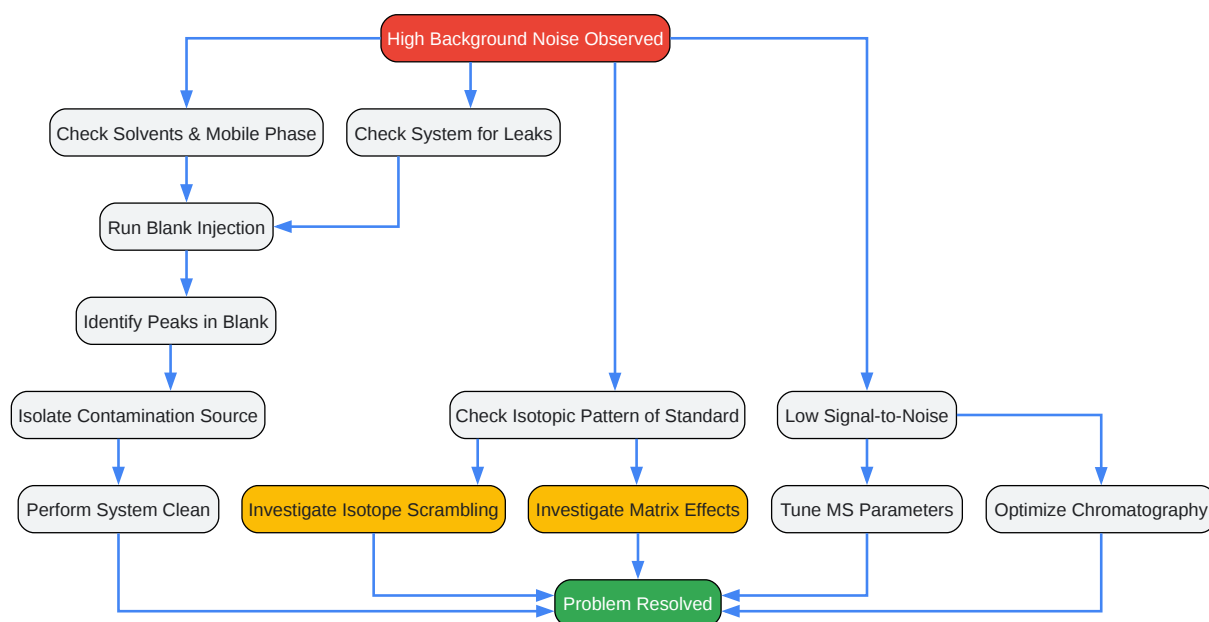 High Background Noise Observed
Check Solvents & Mobile Phase
Check System for Leaks
Run Blank Injection
Identify Peaks in Blank
Isolate Contamination Source
Check Isotopic Pattern of Standard
Low Signal-to-Noise
Perform System Clean
Investigate Isotope Scrambling
Investigate Matrix Effects
Tune MS Parameters
Optimize Chromatography
Problem Resolved